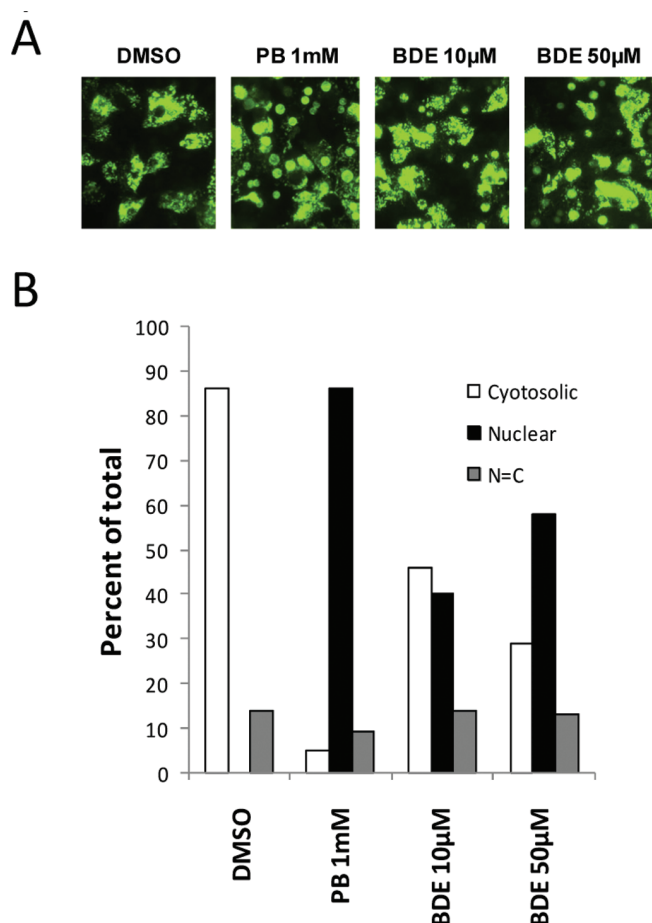 A
DMSO PB 1mM BDE 10µM BDE 50µM
B
Percent of total
100
90
80
70
60
50
40
30
20
10
0
Cyotosolic
Nuclear
N=C
DMSO
PB 1mM
BDE 10µM
BDE 50µM